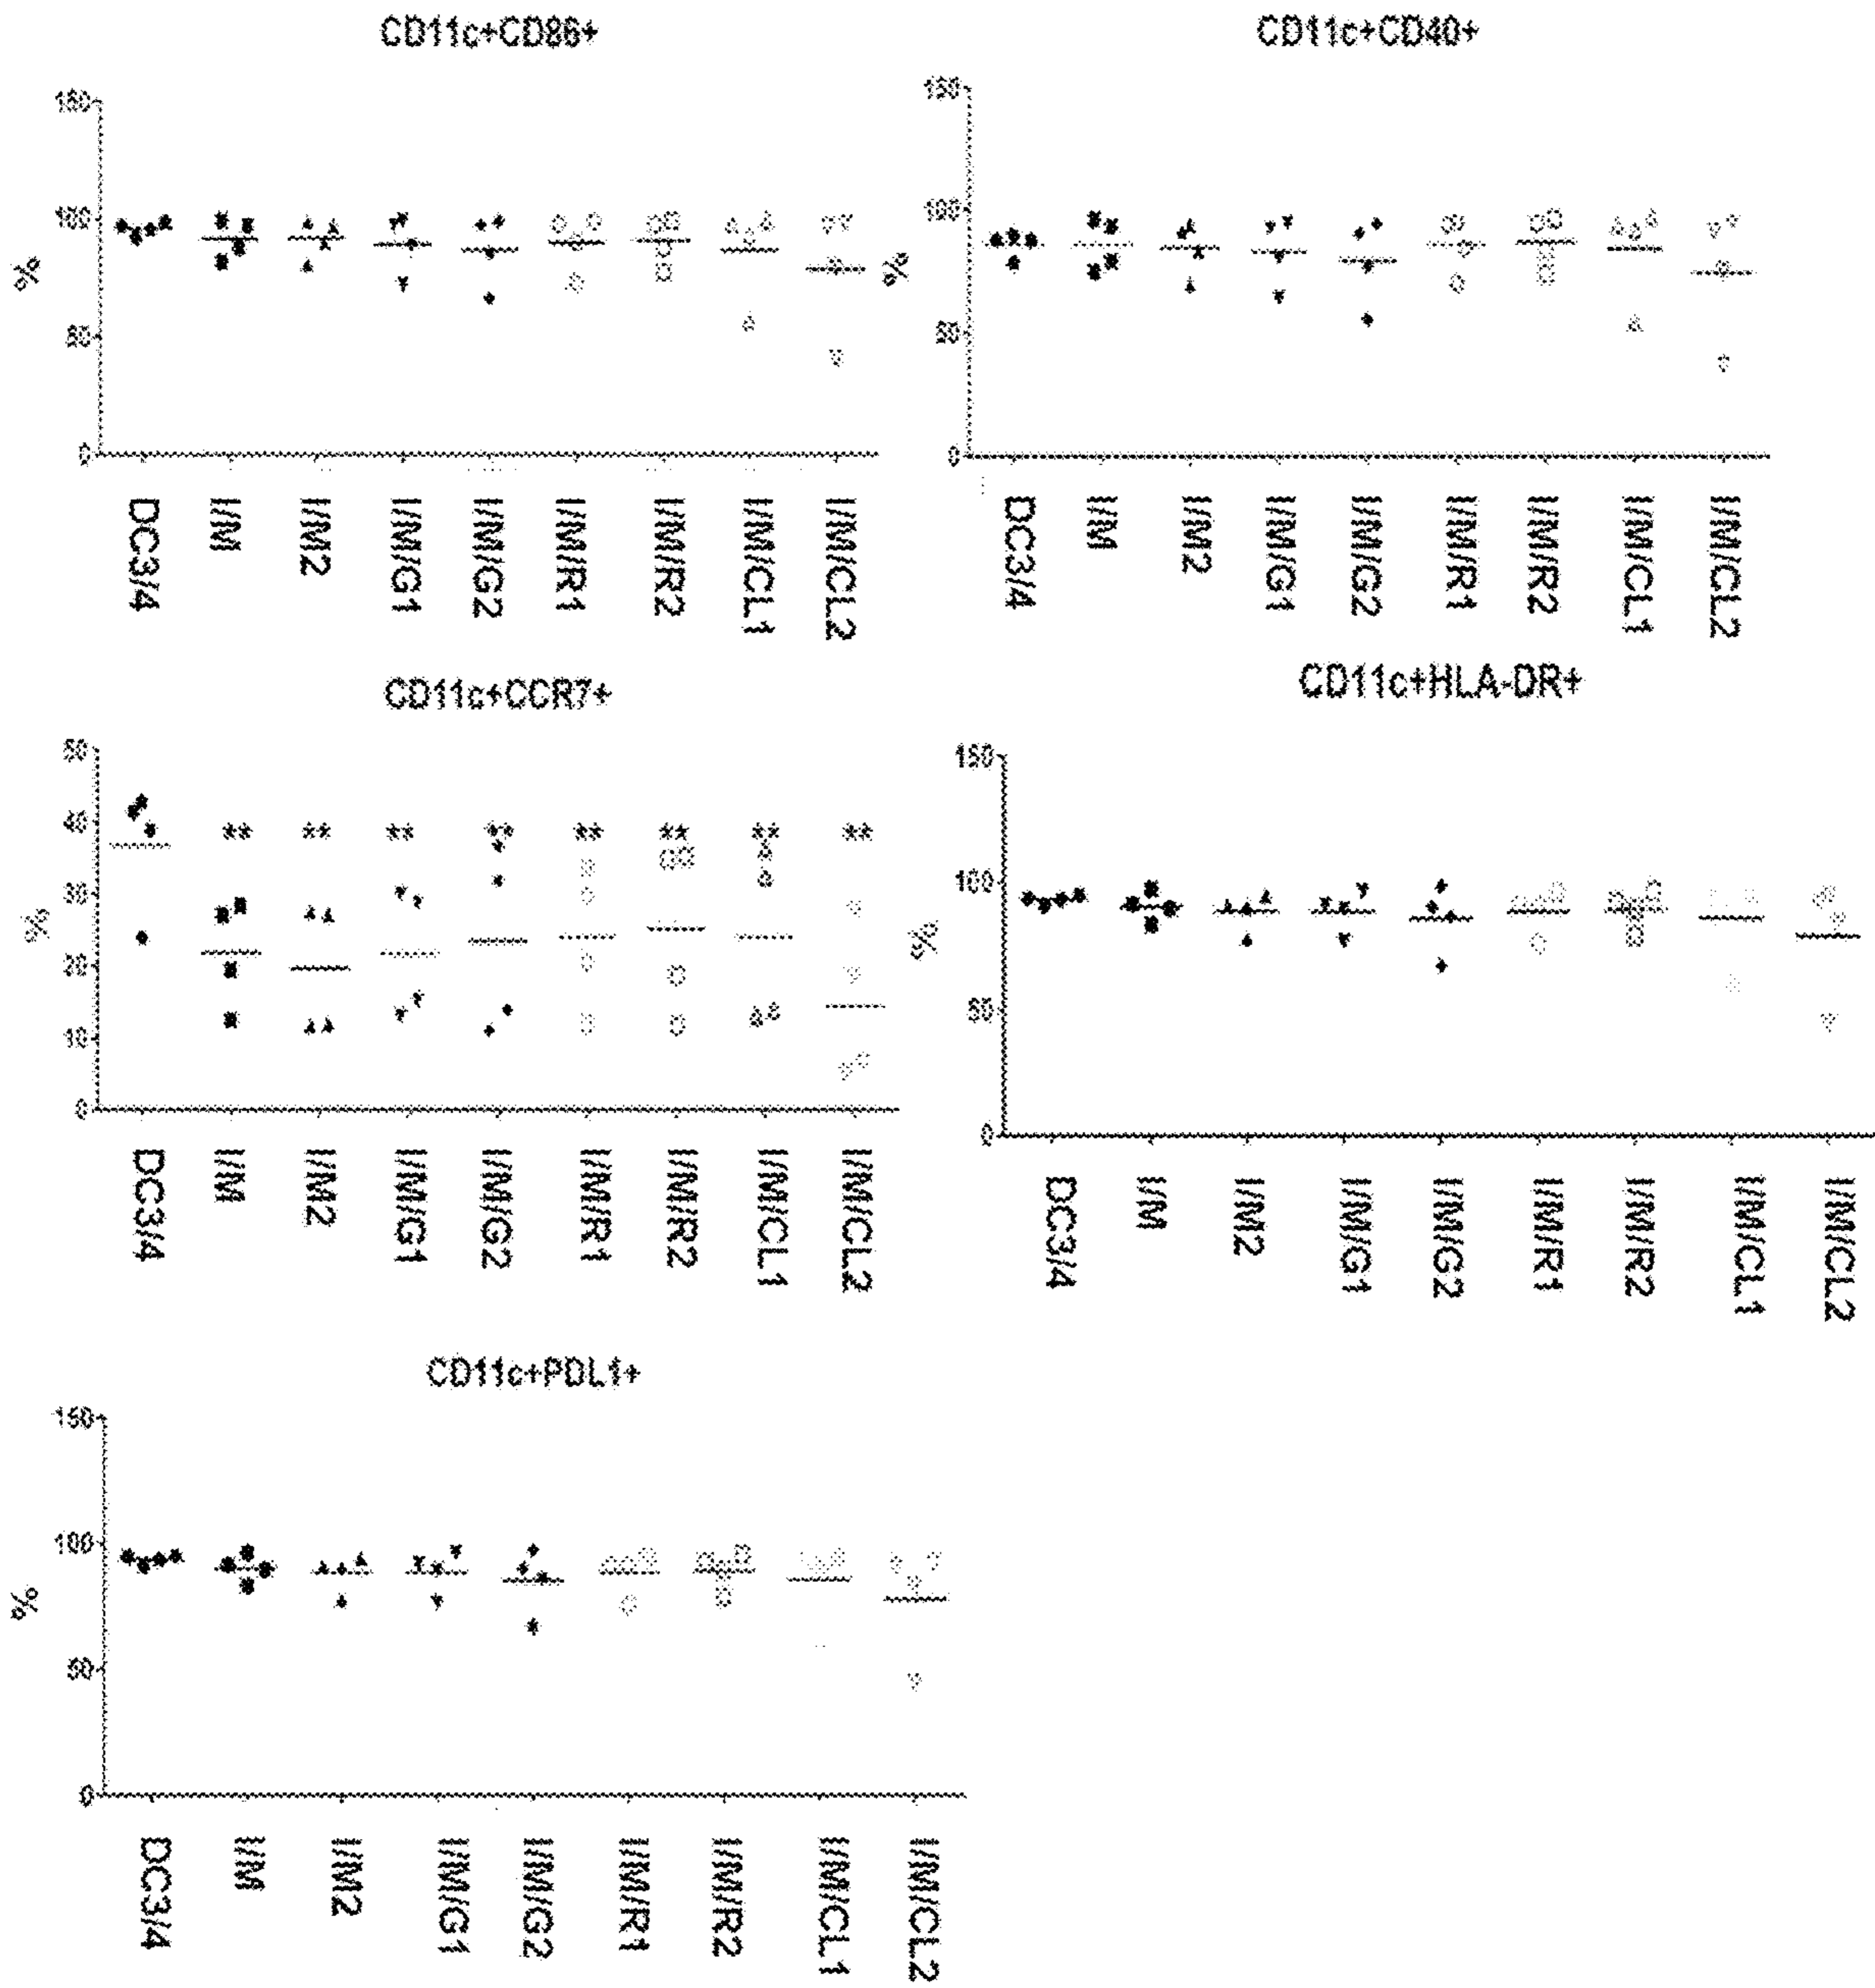 CD11c+CD86+
%
150
100
50
0
DC3/4
I/M
I/M2
I/M/G1
I/M/G2
I/M/R1
I/M/R2
I/M/CL1
I/M/CL2
CD11c+CD40+
%
150
100
50
0
DC3/4
I/M
I/M2
I/M/G1
I/M/G2
I/M/R1
I/M/R2
I/M/CL1
I/M/CL2
CD11c+CCR7+
%
50
40
30
20
10
0
** ** ** ** ** ** ** **
DC3/4
I/M
I/M2
I/M/G1
I/M/G2
I/M/R1
I/M/R2
I/M/CL1
I/M/CL2
CD11c+HLA-DR+
%
150
100
50
0
DC3/4
I/M
I/M2
I/M/G1
I/M/G2
I/M/R1
I/M/R2
I/M/CL1
I/M/CL2
CD11c+PDL1+
%
150
100
50
0
DC3/4
I/M
I/M2
I/M/G1
I/M/G2
I/M/R1
I/M/R2
I/M/CL1
I/M/CL2